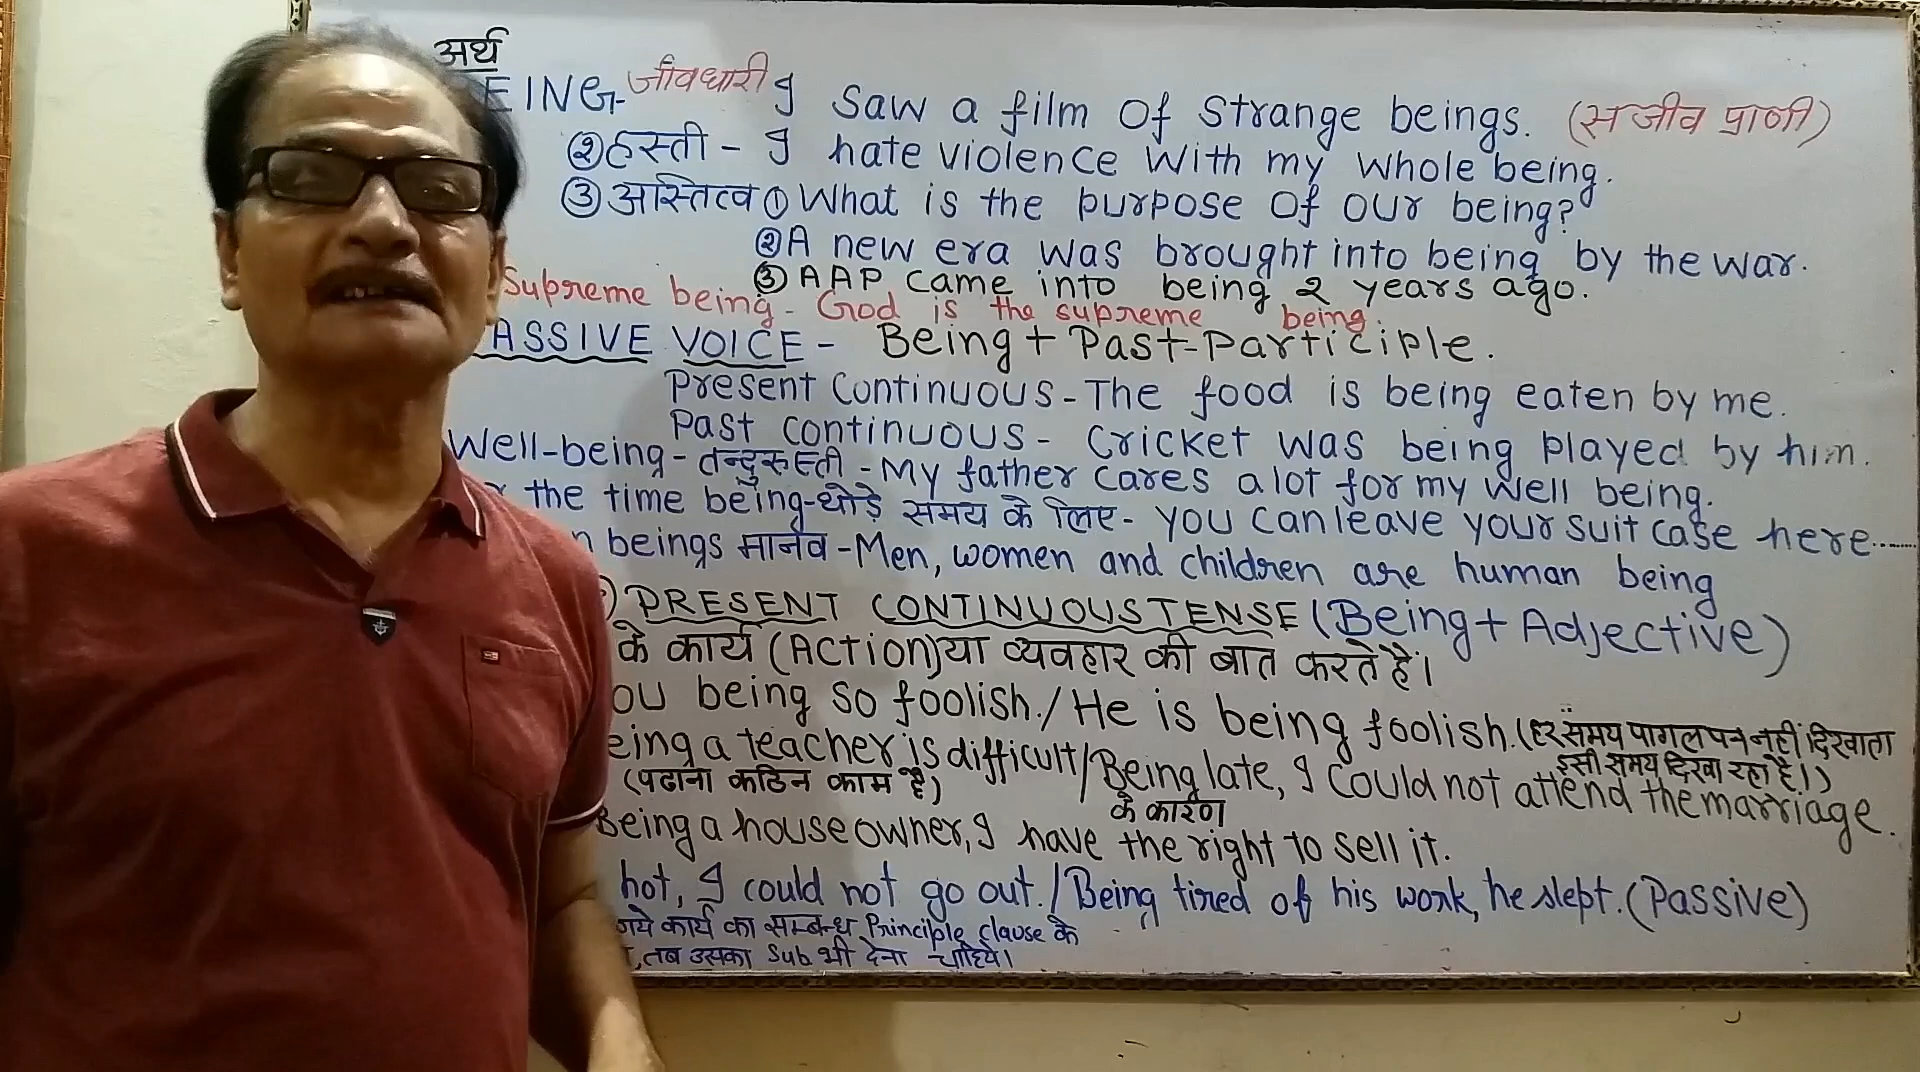 अर्थ
EING- जीवधारी I saw a film of strange beings. (सजीव प्राणी)
② हस्ती - I hate violence with my whole being.
③ अस्तित्व ① What is the purpose of our being?
② A new era was brought into being by the war.
③ AAP came into being 2 years ago.
Supreme being - God is the supreme being.
ASSIVE VOICE - Being + Past-Participle.
Present Continuous - The food is being eaten by me.
Past continuous - Cricket was being played by him.
Well-being - तन्दुरुस्ती - My father cares a lot for my well being.
the time being - थोड़े समय के लिए - You can leave your suit case here......
n beings मानव - Men, women and children are human being
PRESENT CONTINUOUS TENSE (Being + Adjective)
के कार्य (Action) या व्यवहार की बात करते हैं।
ou being so foolish. / He is being foolish. (हर समय पागलपन नहीं दिखाता
इसी समय दिखा रहा है।)
eing a teacher is difficult / Being late, I could not attend the marriage.
(पढाना कठिन काम है) के कारण
Being a house owner, I have the right to sell it.
hot, I could not go out. / Being tired of his work, he slept. (Passive)
गये कार्य का सम्बन्ध Principle clause के
, तब उसका Sub भी देना चाहिये।